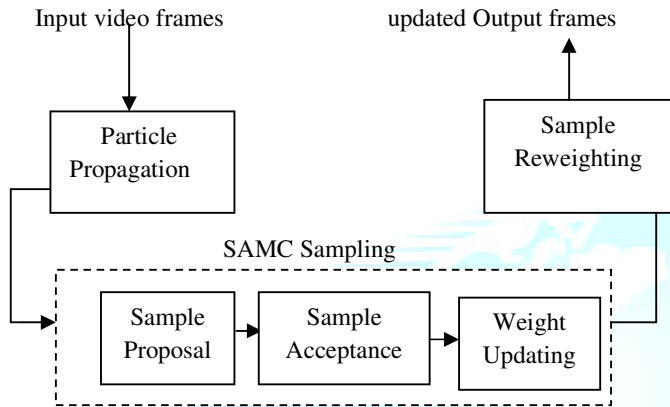 Input video frames
updated Output frames
Particle
Propagation
Sample
Reweighting
SAMC Sampling
Sample
Proposal
Sample
Acceptance
Weight
Updating